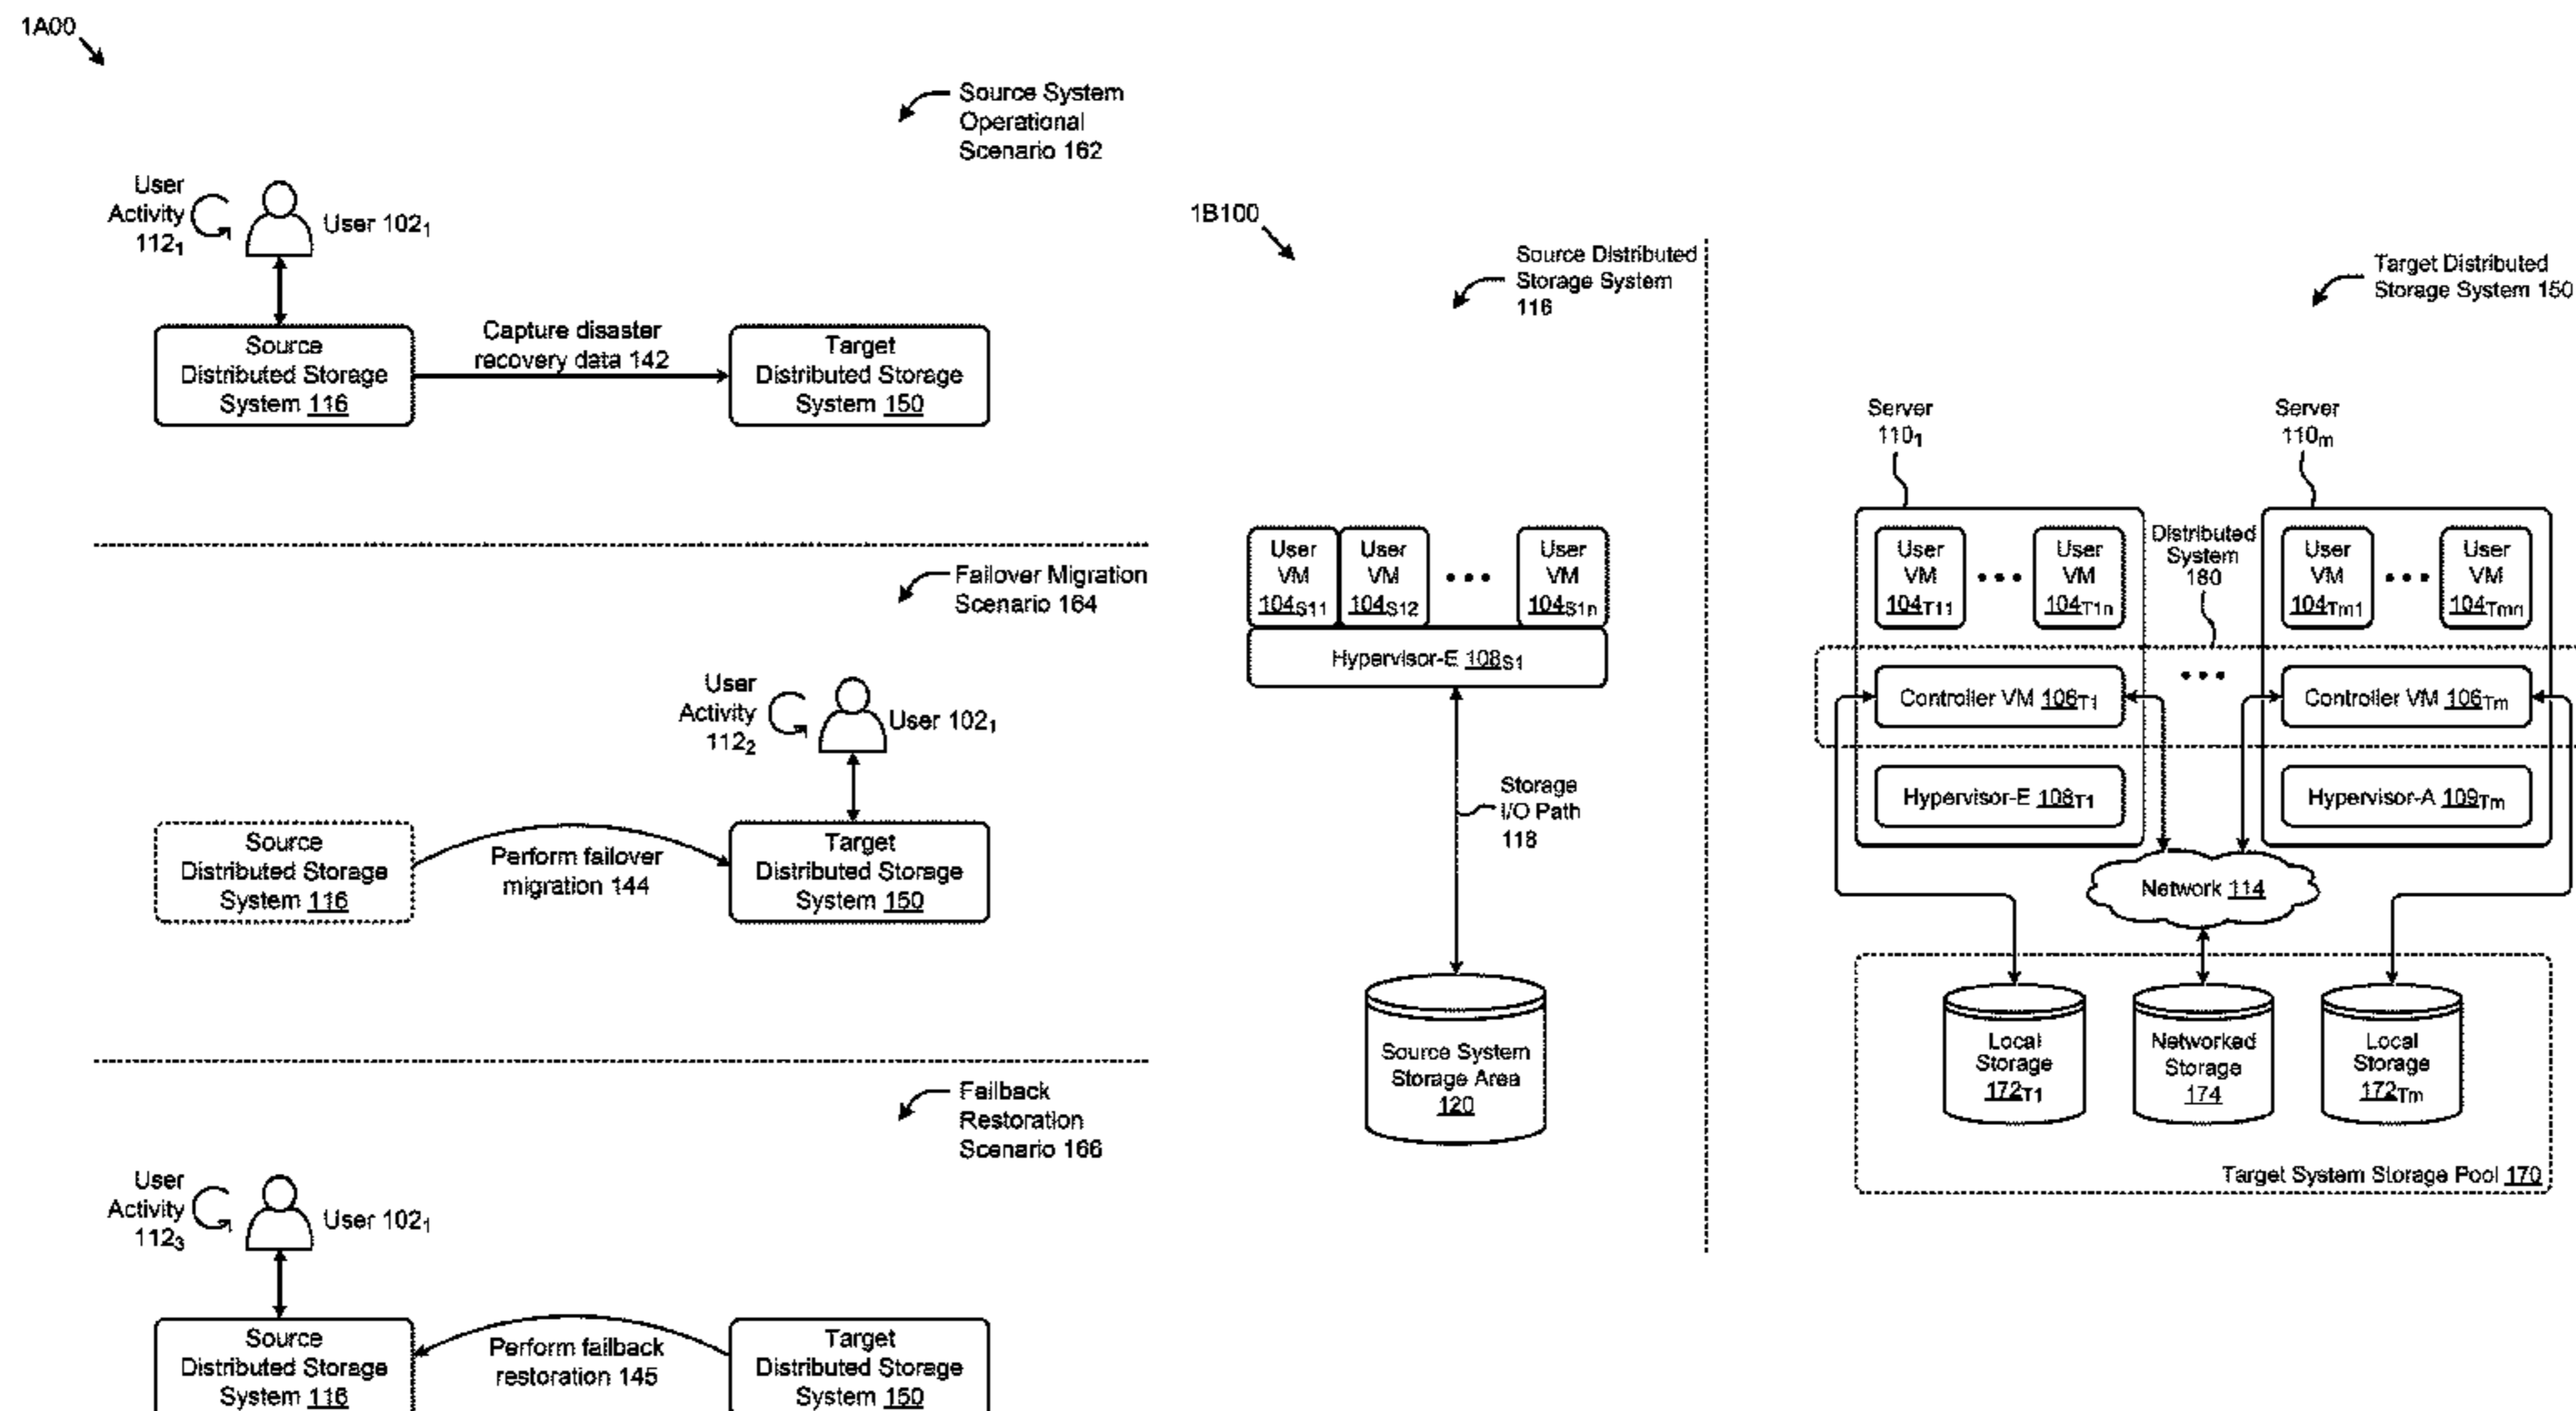 1A00
Source System
Operational
Scenario 162
User
Activity
112₁
User 102₁
Source
Distributed Storage
System 116
Capture disaster
recovery data 142
Target
Distributed Storage
System 150
Failover Migration
Scenario 164
User
Activity
112₂
User 102₁
Source
Distributed Storage
System 116
Perform failover
migration 144
Target
Distributed Storage
System 150
Failback
Restoration
Scenario 166
User
Activity
112₃
User 102₁
Source
Distributed Storage
System 116
Perform failback
restoration 145
Target
Distributed Storage
System 150
1B100
Source Distributed
Storage System
116
User
VM
104S11
User
VM
104S12
• • •
User
VM
104S1n
Hypervisor-E 108S1
Storage
I/O Path
118
Source System
Storage Area
120
Target Distributed
Storage System 150
Server
110₁
Server
110m
User
VM
104T11
• • •
User
VM
104T1n
Distributed
System
180
User
VM
104Tm1
• • •
User
VM
104Tmn
Controller VM 106T1
• • •
Controller VM 106Tm
Hypervisor-E 108T1
Hypervisor-A 109Tm
Network 114
Local
Storage
172T1
Networked
Storage
174
Local
Storage
172Tm
Target System Storage Pool 170